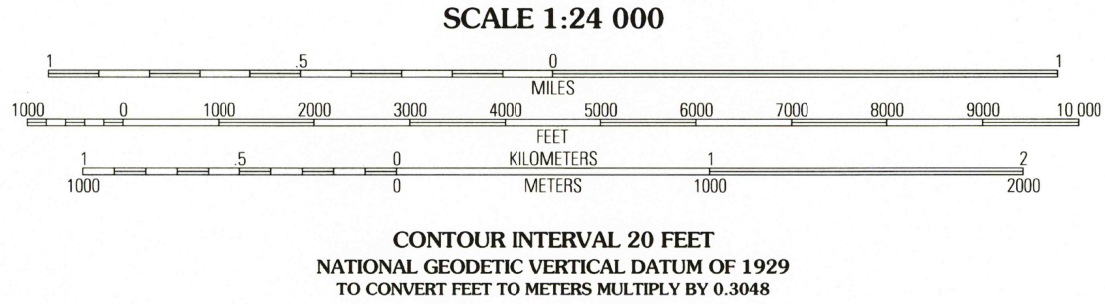 SCALE 1:24 000
1 .5 0 1
MILES
1000 0 1000 2000 3000 4000 5000 6000 7000 8000 9000 10 000
FEET
1 .5 0 KILOMETERS 1 2
1000 0 METERS 1000 2000
CONTOUR INTERVAL 20 FEET
NATIONAL GEODETIC VERTICAL DATUM OF 1929
TO CONVERT FEET TO METERS MULTIPLY BY 0.3048